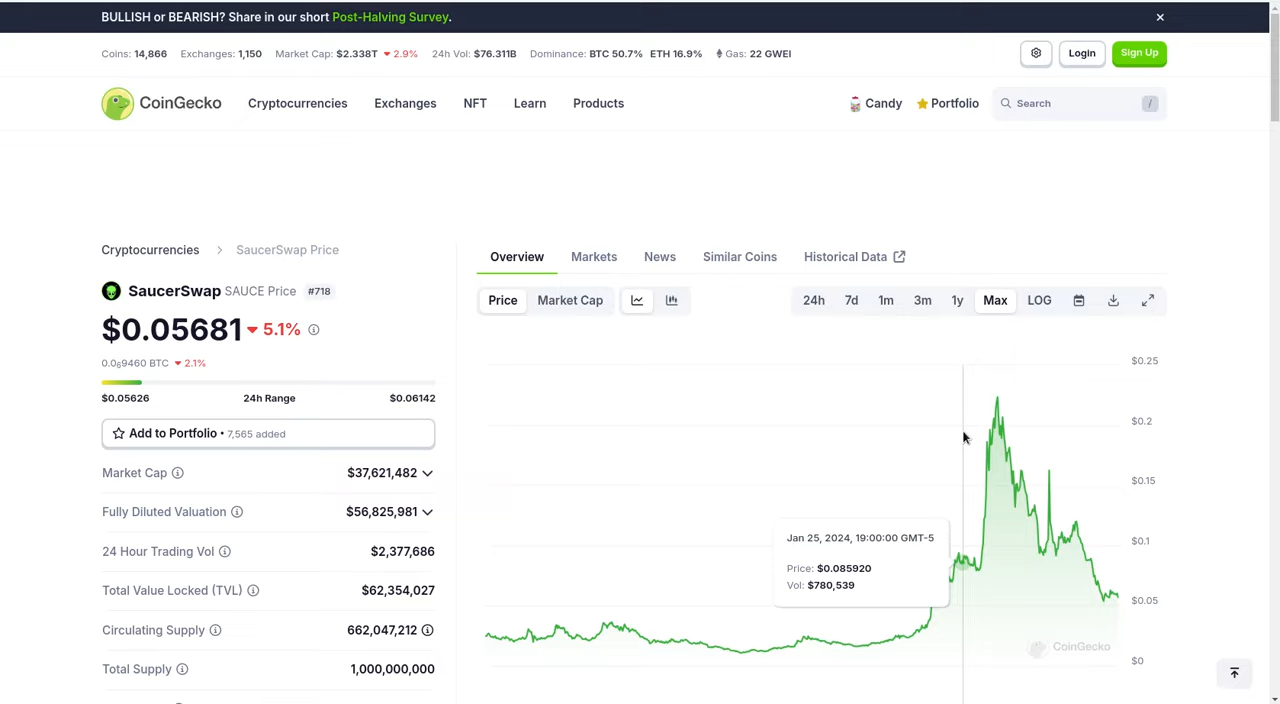 BULLISH or BEARISH? Share in our short Post-Halving Survey.
Coins: 14,866 Exchanges: 1,150 Market Cap: $2.338T 2.9% 24h Vol: $76.311B Dominance: BTC 50.7% ETH 16.9% Gas: 22 GWEI
Login
Sign Up
CoinGecko
Cryptocurrencies Exchanges NFT Learn Products
Candy Portfolio
Search /
Cryptocurrencies > SaucerSwap Price
SaucerSwap SAUCE Price #718
$0.05681 5.1%
0.0₈9460 BTC 2.1%
$0.05626 24h Range $0.06142
Add to Portfolio • 7,565 added
Market Cap $37,621,482
Fully Diluted Valuation $56,825,981
24 Hour Trading Vol $2,377,686
Total Value Locked (TVL) $62,354,027
Circulating Supply 662,047,212
Total Supply 1,000,000,000
Overview Markets News Similar Coins Historical Data
Price Market Cap
24h 7d 1m 3m 1y Max LOG
$0.25
$0.2
$0.15
$0.1
$0.05
$0
Jan 25, 2024, 19:00:00 GMT-5
Price: $0.085920
Vol: $780,539
CoinGecko